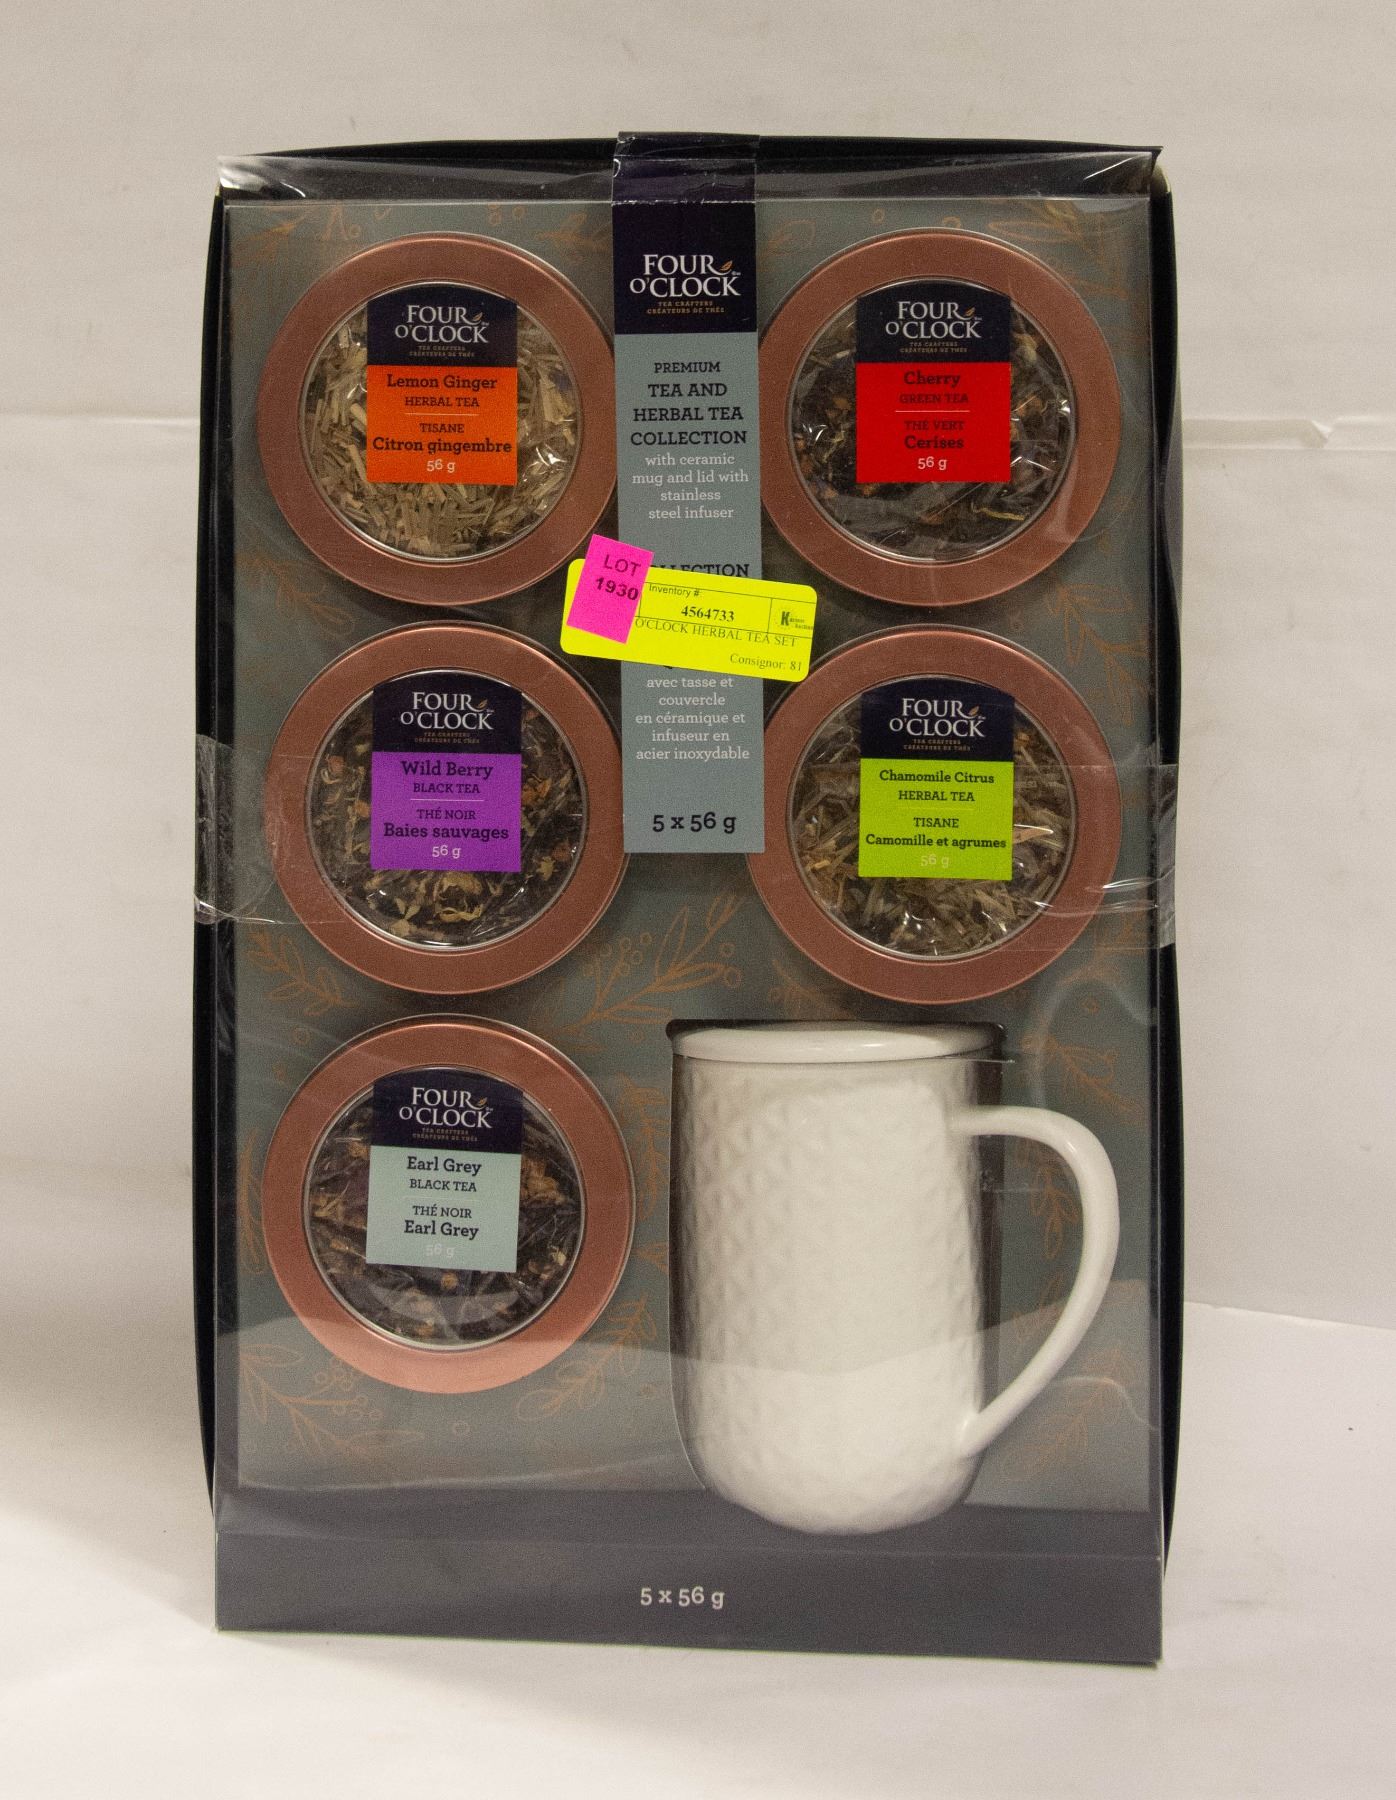 FOUR
O'CLOCK
TEA CRAFTERS
CRÉATEURS DE THÉS
Lemon Ginger
HERBAL TEA
TISANE
Citron gingembre
56 g
FOUR
O'CLOCK
TEA CRAFTERS
CRÉATEURS DE THÉS
PREMIUM
TEA AND
HERBAL TEA
COLLECTION
with ceramic
mug and lid with
stainless
steel infuser
FOUR
O'CLOCK
TEA CRAFTERS
CRÉATEURS DE THÉS
Cherry
GREEN TEA
THÉ VERT
Cerises
56 g
LOT
1930
Inventory #:
4564733
O'CLOCK HERBAL TEA SET
Consignor: 81
avec tasse et
couvercle
en céramique et
infuseur en
acier inoxydable
5 x 56 g
FOUR
O'CLOCK
TEA CRAFTERS
CRÉATEURS DE THÉS
Wild Berry
BLACK TEA
THÉ NOIR
Baies sauvages
56 g
FOUR
O'CLOCK
TEA CRAFTERS
CRÉATEURS DE THÉS
Chamomile Citrus
HERBAL TEA
TISANE
Camomille et agrumes
56 g
FOUR
O'CLOCK
TEA CRAFTERS
CRÉATEURS DE THÉS
Earl Grey
BLACK TEA
THÉ NOIR
Earl Grey
56 g
5 x 56 g